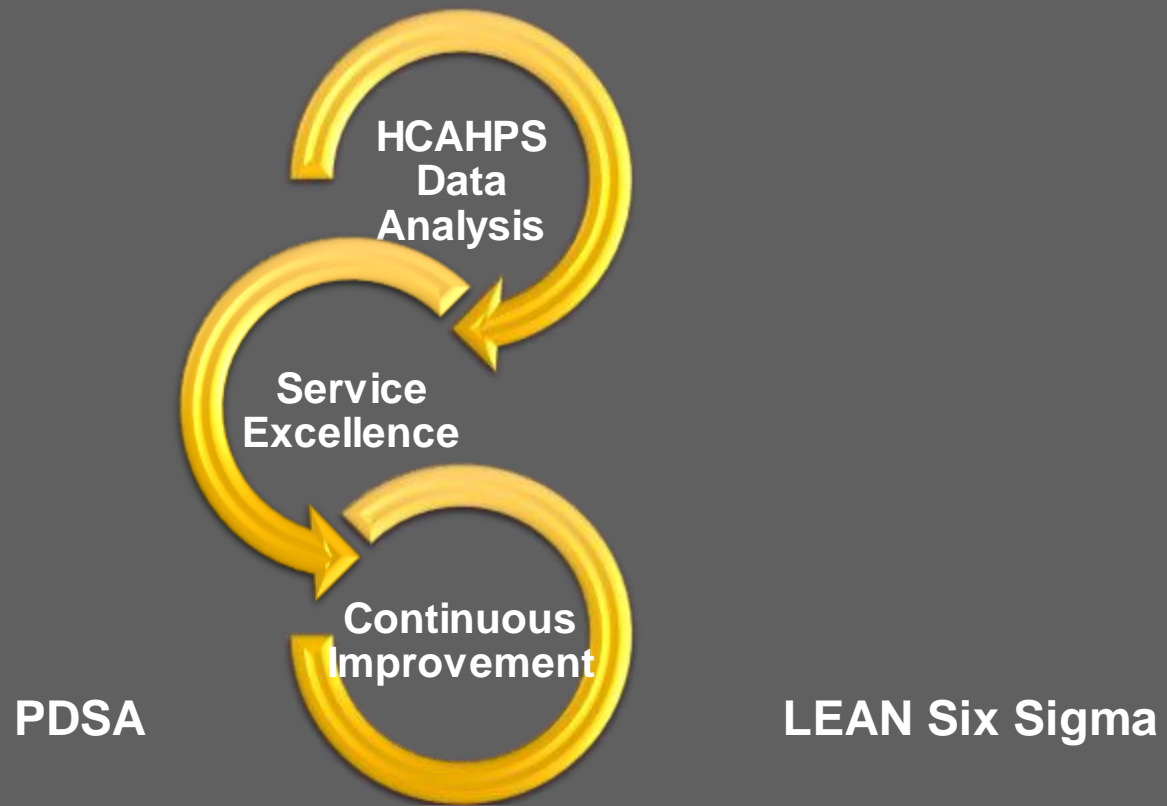 HCAHPS
Data
Analysis
Service
Excellence
Continuous
Improvement
PDSA
LEAN Six Sigma